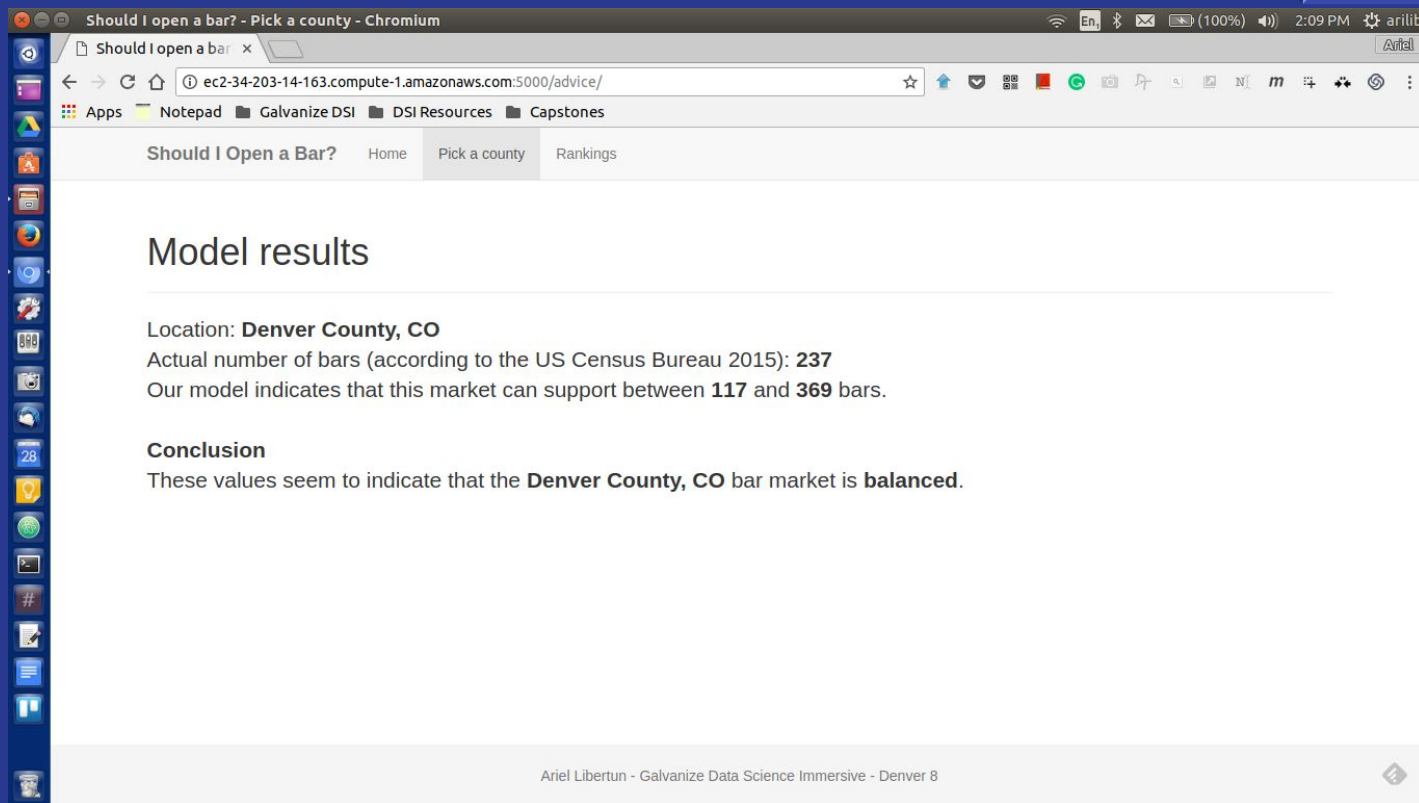 Should I open a bar? - Pick a county - Chromium
En (100%) 2:09 PM arilib
Should I open a bar
Ariel
ec2-34-203-14-163.compute-1.amazonaws.com:5000/advice/
Apps Notepad Galvanize DSI DSI Resources Capstones
Should I Open a Bar? Home Pick a county Rankings
Model results
Location: Denver County, CO
Actual number of bars (according to the US Census Bureau 2015): 237
Our model indicates that this market can support between 117 and 369 bars.
Conclusion
These values seem to indicate that the Denver County, CO bar market is balanced.
28
Ariel Libertun - Galvanize Data Science Immersive - Denver 8